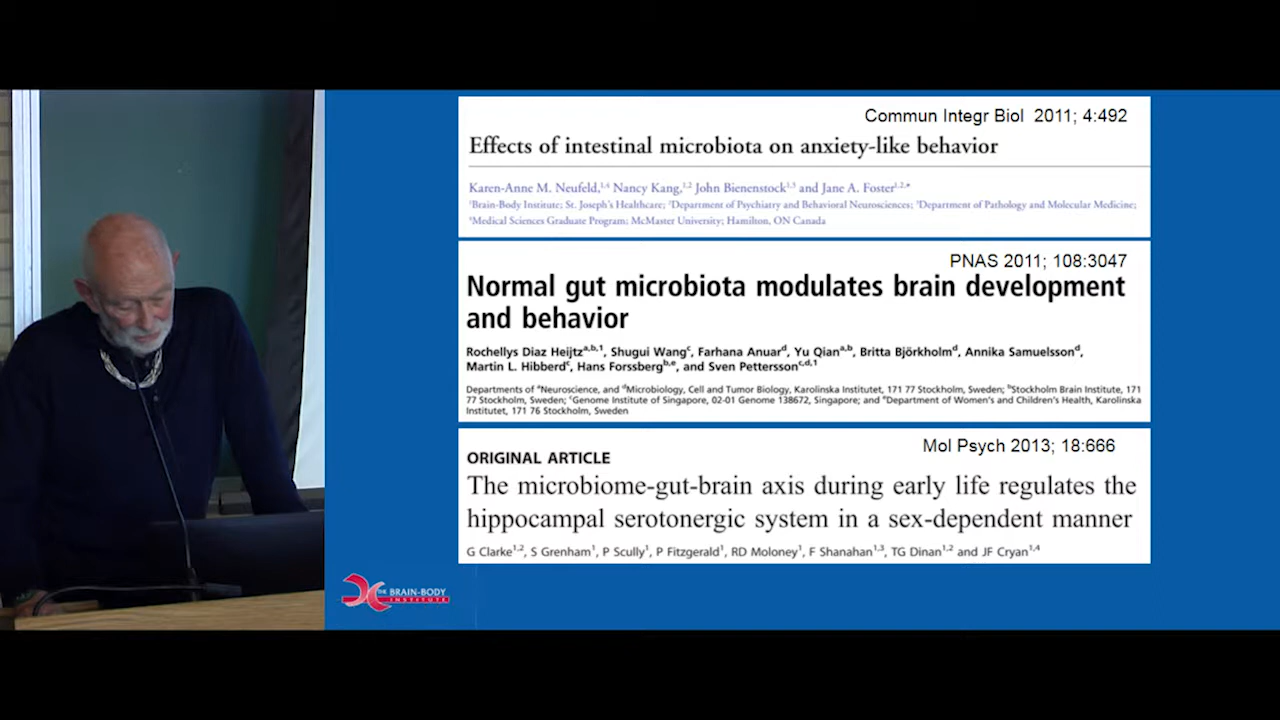 Commun Integr Biol 2011; 4:492
Effects of intestinal microbiota on anxiety-like behavior
Karen-Anne M. Neufeld,1,4 Nancy Kang,1,2 John Bienenstock1,3 and Jane A. Foster1,2,*
1Brain-Body Institute; St. Joseph's Healthcare; 2Department of Psychiatry and Behavioral Neurosciences; 3Department of Pathology and Molecular Medicine;
4Medical Sciences Graduate Program; McMaster University; Hamilton, ON Canada
PNAS 2011; 108:3047
Normal gut microbiota modulates brain development
and behavior
Rochellys Diaz Heijtza,b,1, Shugui Wangc, Farhana Anuard, Yu Qiana,b, Britta Björkholmd, Annika Samuelssond,
Martin L. Hibberdc, Hans Forssbergb,e, and Sven Petterssonc,d,1
Departments of aNeuroscience, and dMicrobiology, Cell and Tumor Biology, Karolinska Institutet, 171 77 Stockholm, Sweden; bStockholm Brain Institute, 171
77 Stockholm, Sweden; cGenome Institute of Singapore, 02-01 Genome 138672, Singapore; and eDepartment of Women's and Children's Health, Karolinska
Institutet, 171 76 Stockholm, Sweden
Mol Psych 2013; 18:666
ORIGINAL ARTICLE
The microbiome-gut-brain axis during early life regulates the
hippocampal serotonergic system in a sex-dependent manner
G Clarke1,2, S Grenham1, P Scully1, P Fitzgerald1, RD Moloney1, F Shanahan1,3, TG Dinan1,2 and JF Cryan1,4
THE BRAIN-BODY
INSTITUTE